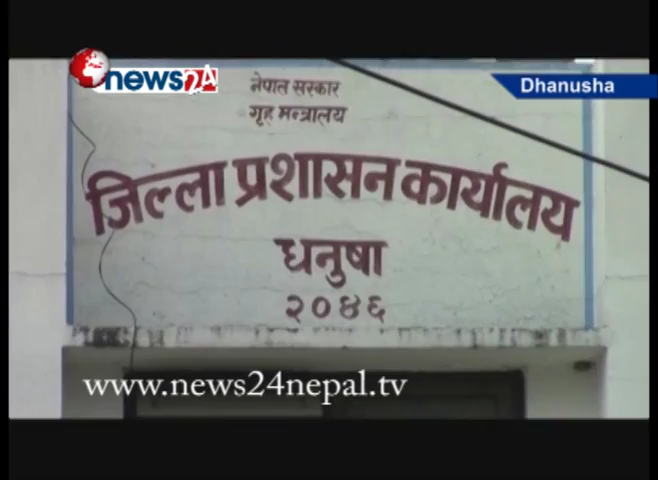 news24
Dhanusha
नेपाल सरकार
गृह मन्त्रालय
जिल्ला प्रशासन कार्यालय
धनुषा
२०४६
www.news24nepal.tv